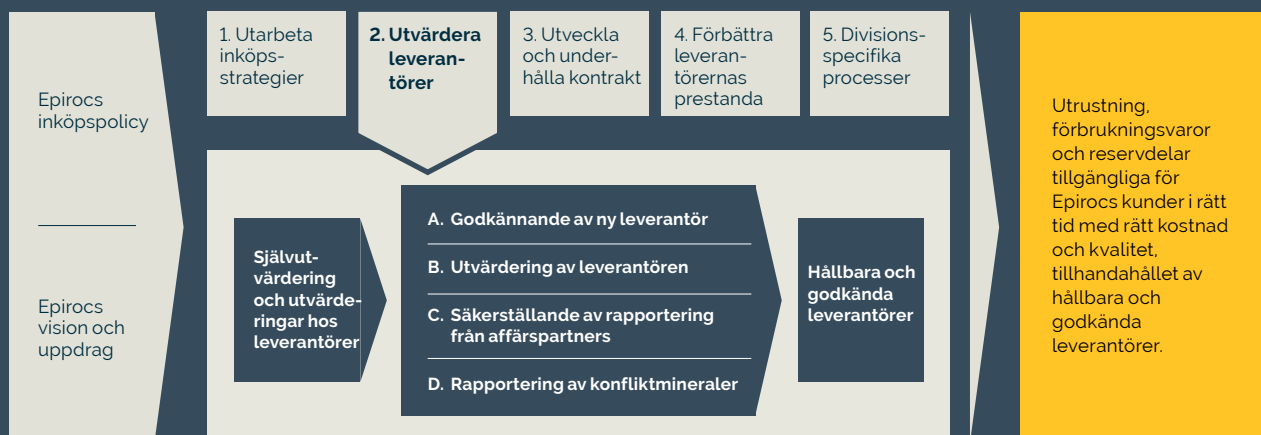 Epirocs
inköpspolicy
Epirocs
vision och
uppdrag
1. Utarbeta
inköps-
strategier
2. Utvärdera
leveran-
törer
3. Utveckla
och under-
hålla kontrakt
4. Förbättra
leveran-
törernas
prestanda
5. Divisions-
specifika
processer
Självut-
värdering
och utvärde-
ringar hos
leverantörer
A. Godkännande av ny leverantör
B. Utvärdering av leverantören
C. Säkerställande av rapportering
från affärspartners
D. Rapportering av konfliktmineraler
Hållbara och
godkända
leverantörer
Utrustning,
förbrukningsvaror
och reservdelar
tillgängliga för
Epirocs kunder i rätt
tid med rätt kostnad
och kvalitet,
tillhandahållet av
hållbara och
godkända
leverantörer.